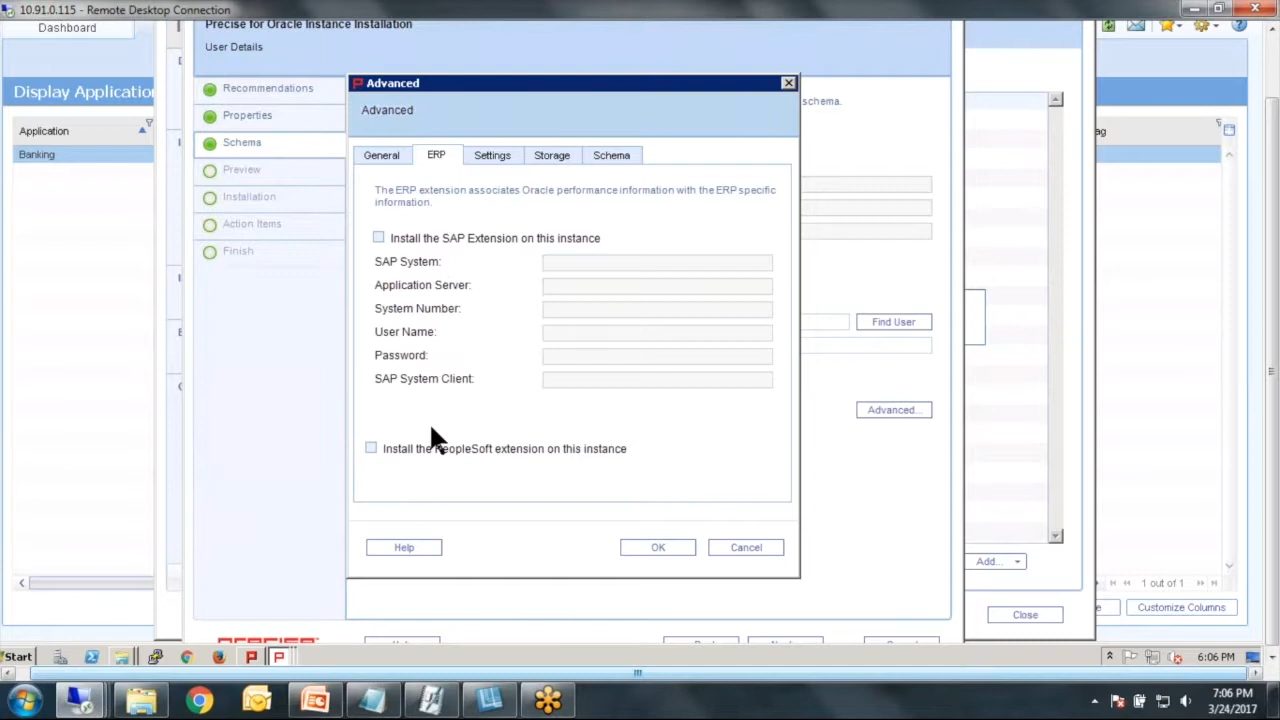 10.91.0.115 - Remote Desktop Connection
Dashboard
Precise for Oracle Instance Installation
User Details
Display Applicatio
Application
Banking
Recommendations
Properties
Schema
Preview
Installation
Action Items
Finish
Advanced
Advanced
General
ERP
Settings
Storage
Schema
The ERP extension associates Oracle performance information with the ERP specific
information.
Install the SAP Extension on this instance
SAP System:
Application Server:
System Number:
User Name:
Password:
SAP System Client:
Install the PeopleSoft extension on this instance
Help
OK
Cancel
schema.
Find User
Advanced...
Add...
Close
ag
1 out of 1
e
Customize Columns
Start
6:06 PM
7:06 PM
3/24/2017